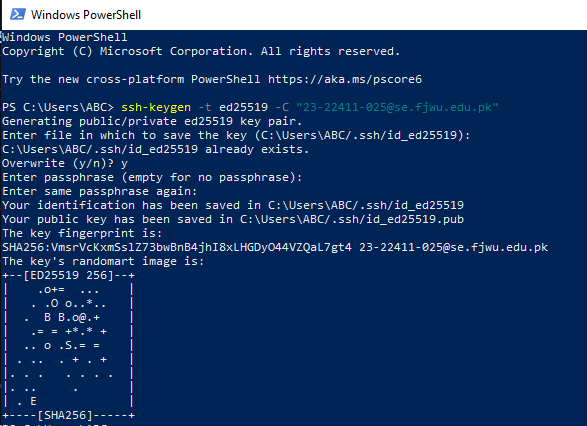 Windows PowerShell
Windows PowerShell
Copyright (C) Microsoft Corporation. All rights reserved.
Try the new cross-platform PowerShell https://aka.ms/pscore6
PS C:\Users\ABC> ssh-keygen -t ed25519 -C "23-22411-025@se.fjwu.edu.pk"
Generating public/private ed25519 key pair.
Enter file in which to save the key (C:\Users\ABC/.ssh/id_ed25519):
C:\Users\ABC/.ssh/id_ed25519 already exists.
Overwrite (y/n)? y
Enter passphrase (empty for no passphrase):
Enter same passphrase again:
Your identification has been saved in C:\Users\ABC/.ssh/id_ed25519
Your public key has been saved in C:\Users\ABC/.ssh/id_ed25519.pub
The key fingerprint is:
SHA256:VmsrVcKxmSslZ73bwBnB4jhI8xLHGDyO44VZQaL7gt4 23-22411-025@se.fjwu.edu.pk
The key's randomart image is:
+--[ED25519 256]--+
|    .o+=  ...    |
|   . .O o..*..   |
|  .  B B.o@.+    |
|   .= = +*.* +   |
|  .. o .S.= =    |
| . ..  . + . +   |
|. . .   . . . .  |
|. ..     .       |
| . E             |
+----[SHA256]-----+